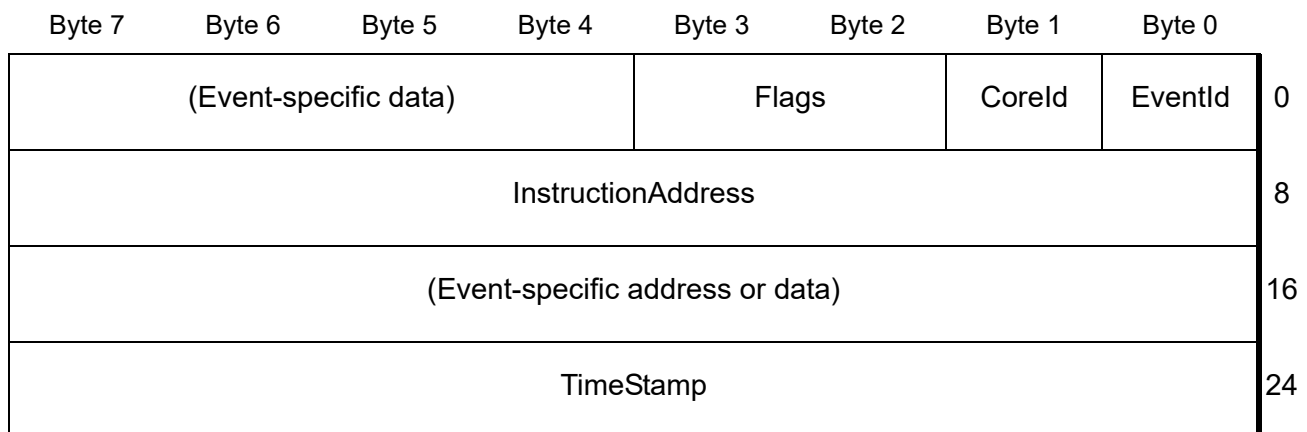 Byte 7 Byte 6 Byte 5 Byte 4 Byte 3 Byte 2 Byte 1 Byte 0
(Event-specific data) Flags CoreId EventId 0
InstructionAddress 8
(Event-specific address or data) 16
TimeStamp 24